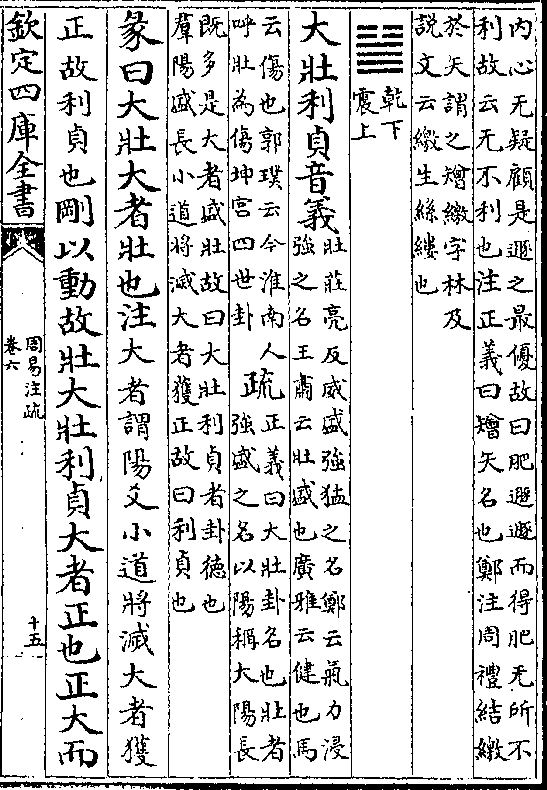 内心无疑顧是遯之最優故曰肥遯遯而得肥无所不
利故云无不利也注正義曰矰矢名也鄭注周禮結繳
於矢謂之矰繳字林及
説文云繳生絲縷也
乾下
震上
大壯利貞音義壯莊亮反威盛強猛之名鄭云氣力浸
強之名王肅云壯盛也廣雅云健也馬
云傷也郭璞云今淮南人
呼壯為傷坤宫四世卦
疏正義曰大壯卦名也壯者
強盛之名以陽稱大陽長
既多是大者盛壯故曰大壯利貞者卦德也
羣陽盛長小道將滅大者獲正故曰利貞也
彖曰大壯大者壯也注大者謂陽爻小道將滅大者獲
正故利貞也剛以動故壯大壯利貞大者正也正大而
欽定四庫全書
周易注疏
卷六
十五